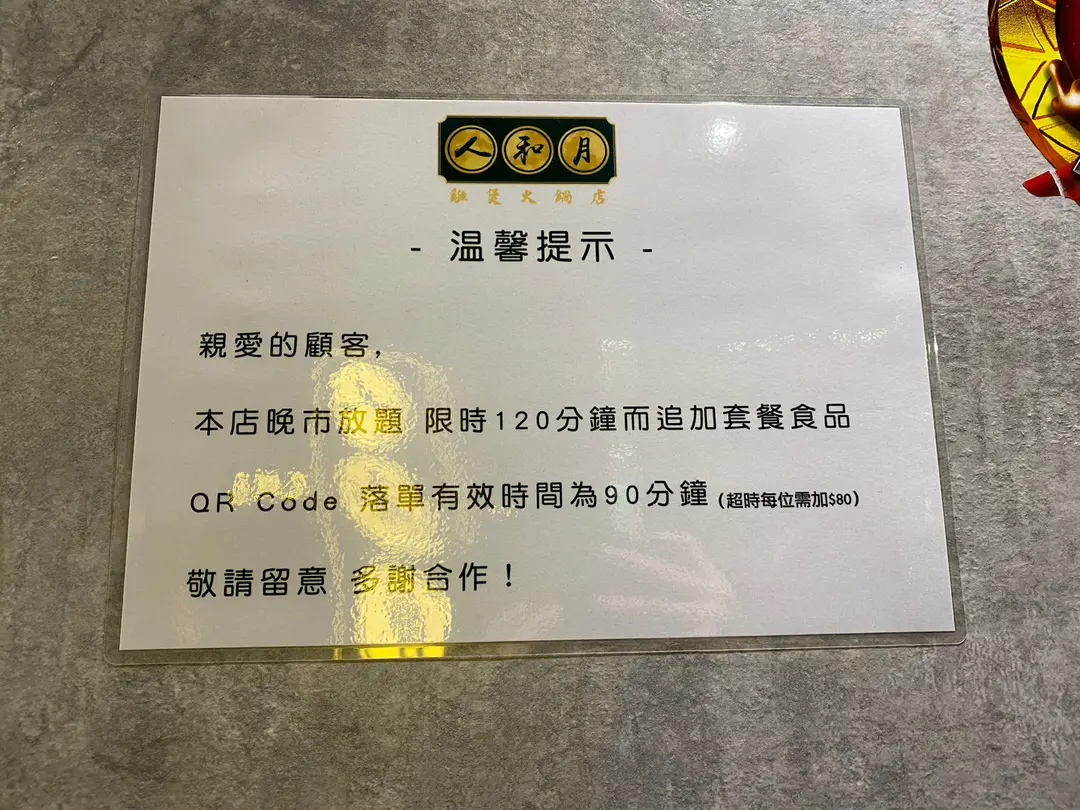 人和月
雞煲火鍋店
- 温馨提示 -
親愛的顧客,
本店晚市放題 限時120分鐘而追加套餐食品
QR Code 落單有效時間為90分鐘 (超時每位需加$80)
敬請留意 多謝合作！